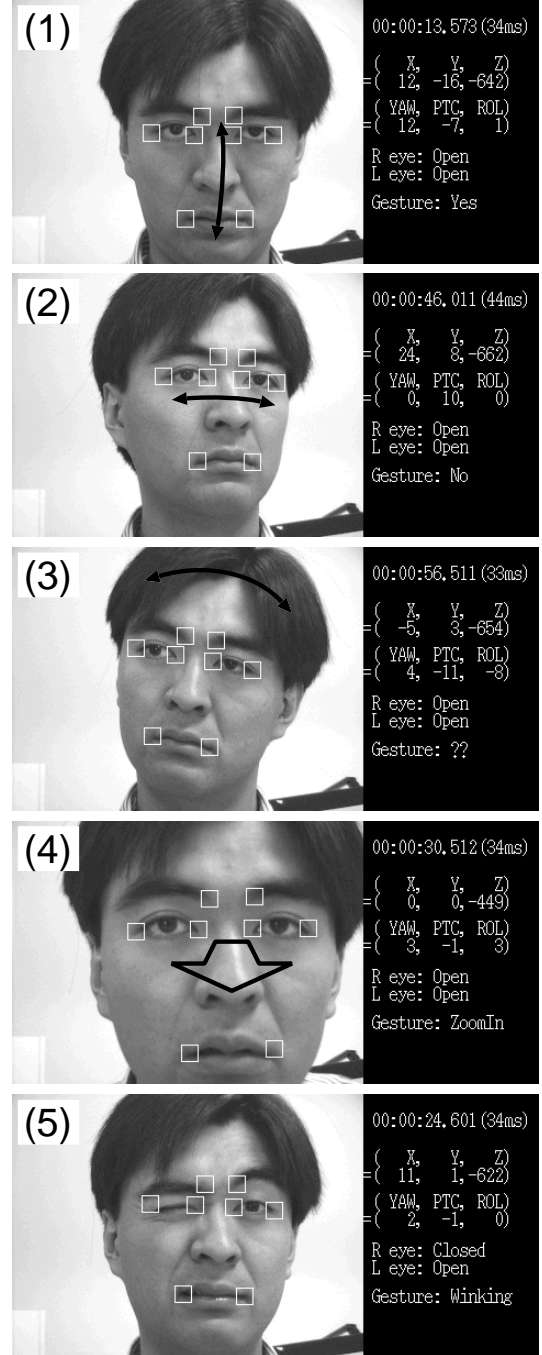 (1)
00:00:13.573(34ms)
( X, Y, Z)
=( 12, -16,-642)
( YAW, PTC, ROL)
=( 12, -7, 1)
R eye: Open
L eye: Open
Gesture: Yes
(2)
00:00:46.011(44ms)
( X, Y, Z)
=( 24, 8,-662)
( YAW, PTC, ROL)
=( 0, 10, 0)
R eye: Open
L eye: Open
Gesture: No
(3)
00:00:56.511(33ms)
( X, Y, Z)
=( -5, 3,-654)
( YAW, PTC, ROL)
=( 4, -11, -8)
R eye: Open
L eye: Open
Gesture: ??
(4)
00:00:30.512(34ms)
( X, Y, Z)
=( 0, 0,-449)
( YAW, PTC, ROL)
=( 3, -1, 3)
R eye: Open
L eye: Open
Gesture: ZoomIn
(5)
00:00:24.601(34ms)
( X, Y, Z)
=( 11, 1,-622)
( YAW, PTC, ROL)
=( 2, -1, 0)
R eye: Closed
L eye: Open
Gesture: Winking